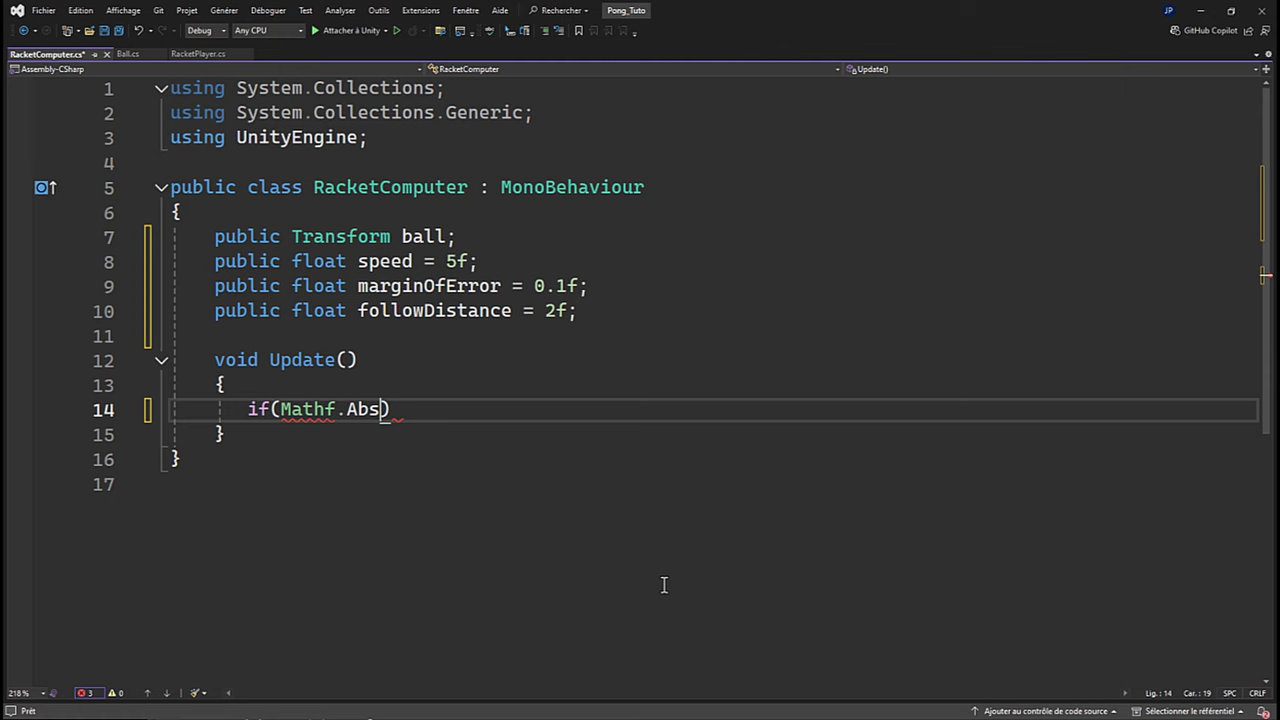 Fichier Edition Affichage Git Projet Générer Déboguer Test Analyser Outils Extensions Fenêtre Aide Rechercher Pong_Tuto JP
Debug Any CPU Attacher à Unity GitHub Copilot
RacketComputer.cs* Ball.cs RacketPlayer.cs
Assembly-CSharp RacketComputer Update()
1 using System.Collections;
2 using System.Collections.Generic;
3 using UnityEngine;
4
5 public class RacketComputer : MonoBehaviour
6 {
7 public Transform ball;
8 public float speed = 5f;
9 public float marginOfError = 0.1f;
10 public float followDistance = 2f;
11
12 void Update()
13 {
14 if(Mathf.Abs)
15 }
16 }
17
218 % 3 0 Lig. : 14 Car. : 19 SPC CRLF
Prêt Ajouter au contrôle de code source Sélectionner le référentiel 2